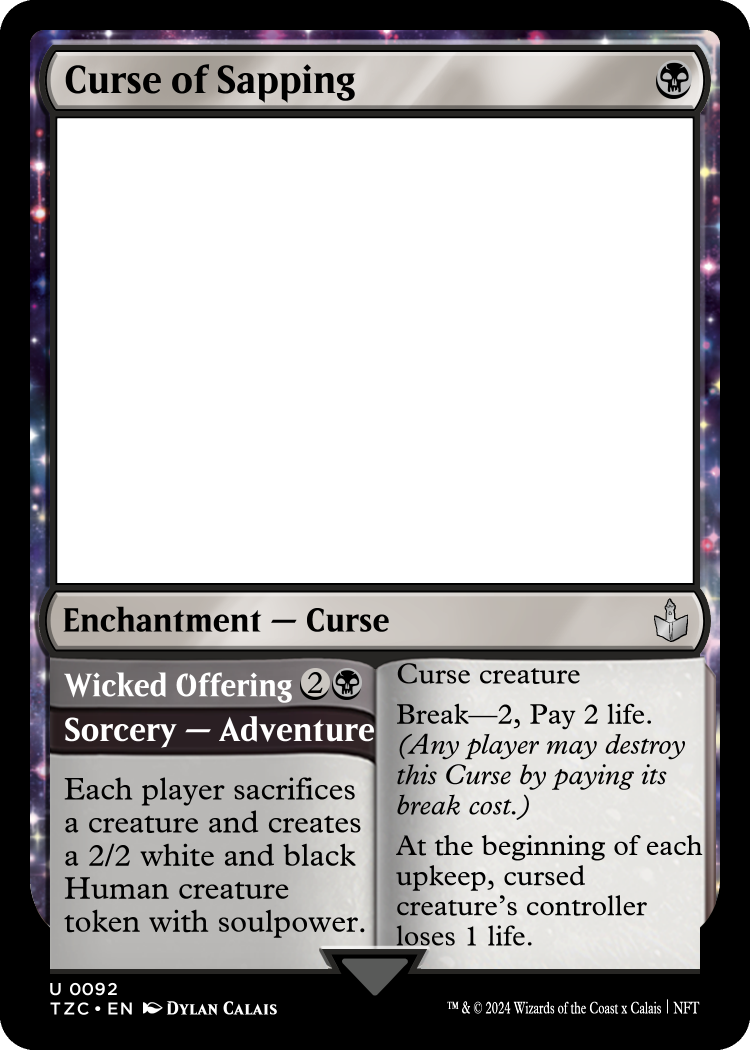 Curse of Sapping
Enchantment — Curse
Wicked Offering 2
Sorcery — Adventure
Each player sacrifices
a creature and creates
a 2/2 white and black
Human creature
token with soulpower.
Curse creature
Break—2, Pay 2 life.
(Any player may destroy
this Curse by paying its
break cost.)
At the beginning of each
upkeep, cursed
creature's controller
loses 1 life.
U 0092
TZC • EN Dylan Calais
™ & © 2024 Wizards of the Coast x Calais | NFT